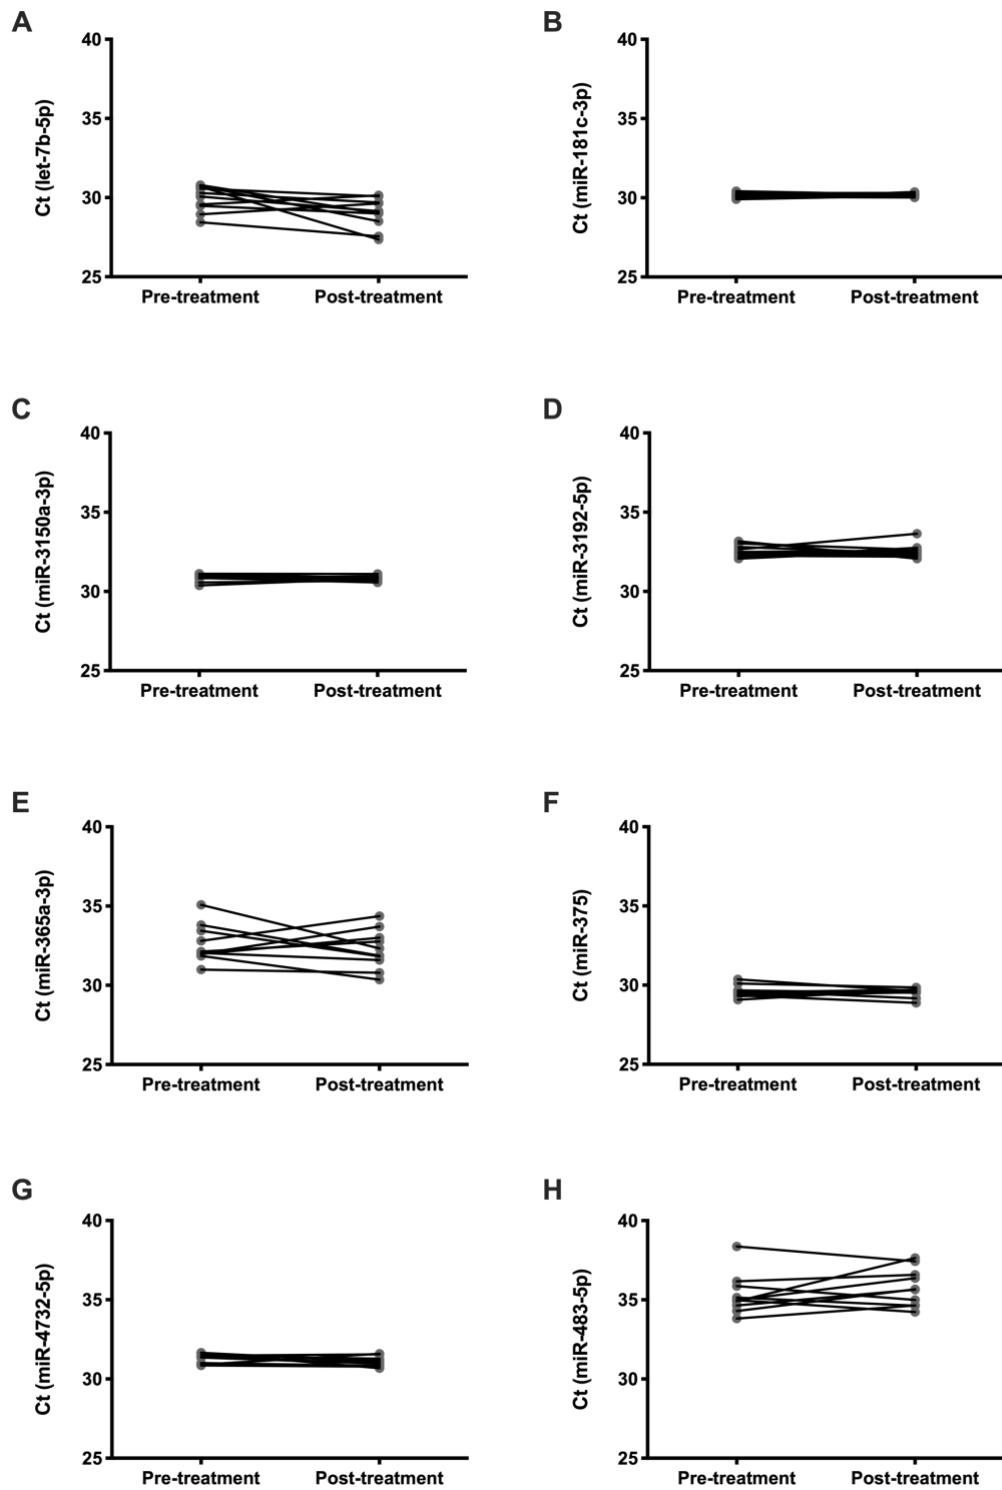 A
B
Ct (let-7b-5p)
40
35
30
25
Pre-treatment
Post-treatment
Ct (miR-181c-3p)
40
35
30
25
Pre-treatment
Post-treatment
C
D
Ct (miR-3150a-3p)
40
35
30
25
Pre-treatment
Post-treatment
Ct (miR-3192-5p)
40
35
30
25
Pre-treatment
Post-treatment
E
F
Ct (miR-365a-3p)
40
35
30
25
Pre-treatment
Post-treatment
Ct (miR-375)
40
35
30
25
Pre-treatment
Post-treatment
G
H
Ct (miR-4732-5p)
40
35
30
25
Pre-treatment
Post-treatment
Ct (miR-483-5p)
40
35
30
25
Pre-treatment
Post-treatment